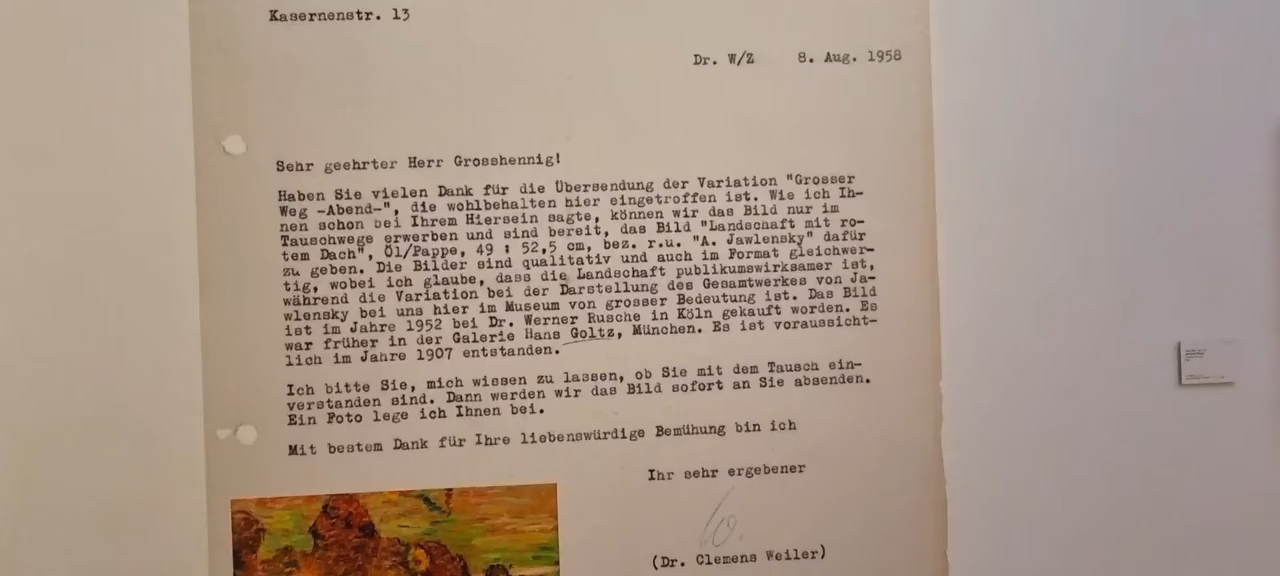 Kasernenstr. 13
Dr. W/Z 8. Aug. 1958
Sehr geehrter Herr Grosshennig!
Haben Sie vielen Dank für die Übersendung der Variation "Grosser
Weg -Abend-", die wohlbehalten hier eingetroffen ist. Wie ich Ih-
nen schon bei Ihrem Hiersein sagte, können wir das Bild nur im
Tauschwege erwerben und sind bereit, das Bild "Landschaft mit ro-
tem Dach", Öl/Pappe, 49 : 52,5 cm, bez. r.u. "A. Jawlensky" dafür
zu geben. Die Bilder sind qualitativ und auch im Format gleichwer-
tig, wobei ich glaube, dass die Landschaft publikumswirksamer ist,
während die Variation bei der Darstellung des Gesamtwerkes von Ja-
wlensky bei uns hier im Museum von grosser Bedeutung ist. Das Bild
ist im Jahre 1952 bei Dr. Werner Rusche in Köln gekauft worden. Es
war früher in der Galerie Hans Goltz, München. Es ist voraussicht-
lich im Jahre 1907 entstanden.
Ich bitte Sie, mich wissen zu lassen, ob Sie mit dem Tausch ein-
verstanden sind. Dann werden wir das Bild sofort an Sie absenden.
Ein Foto lege ich Ihnen bei.
Mit bestem Dank für Ihre liebenswürdige Bemühung bin ich
Ihr sehr ergebener
W.
(Dr. Clemens Weiler)